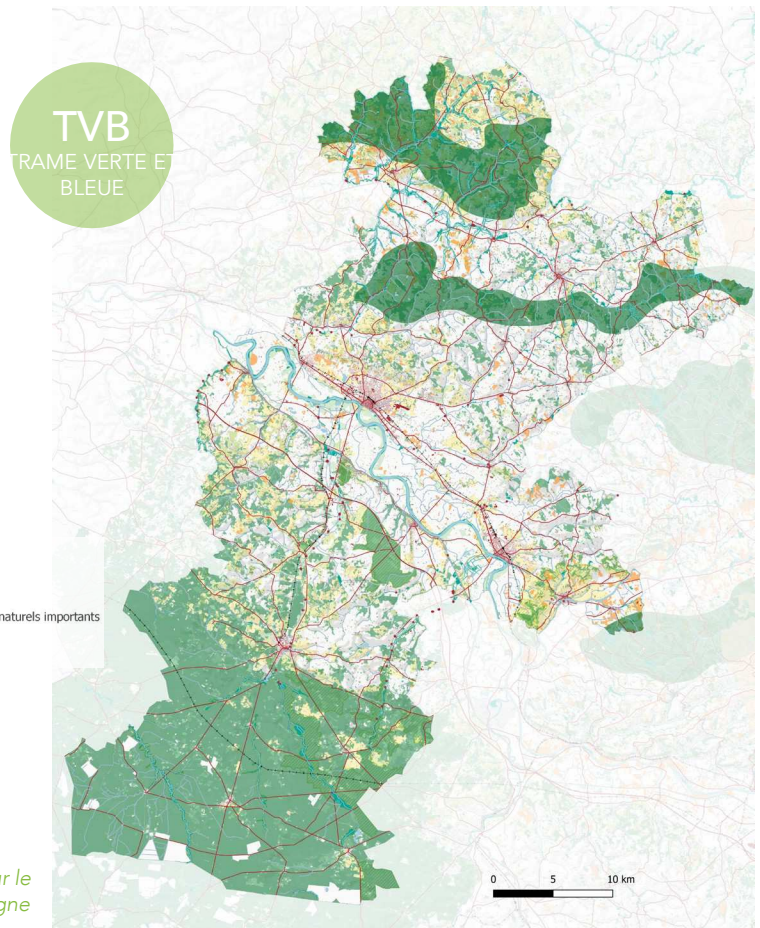 TVB
TRAME VERTE ET
BLEUE
naturels importants
0 5 10 km
r le
gne